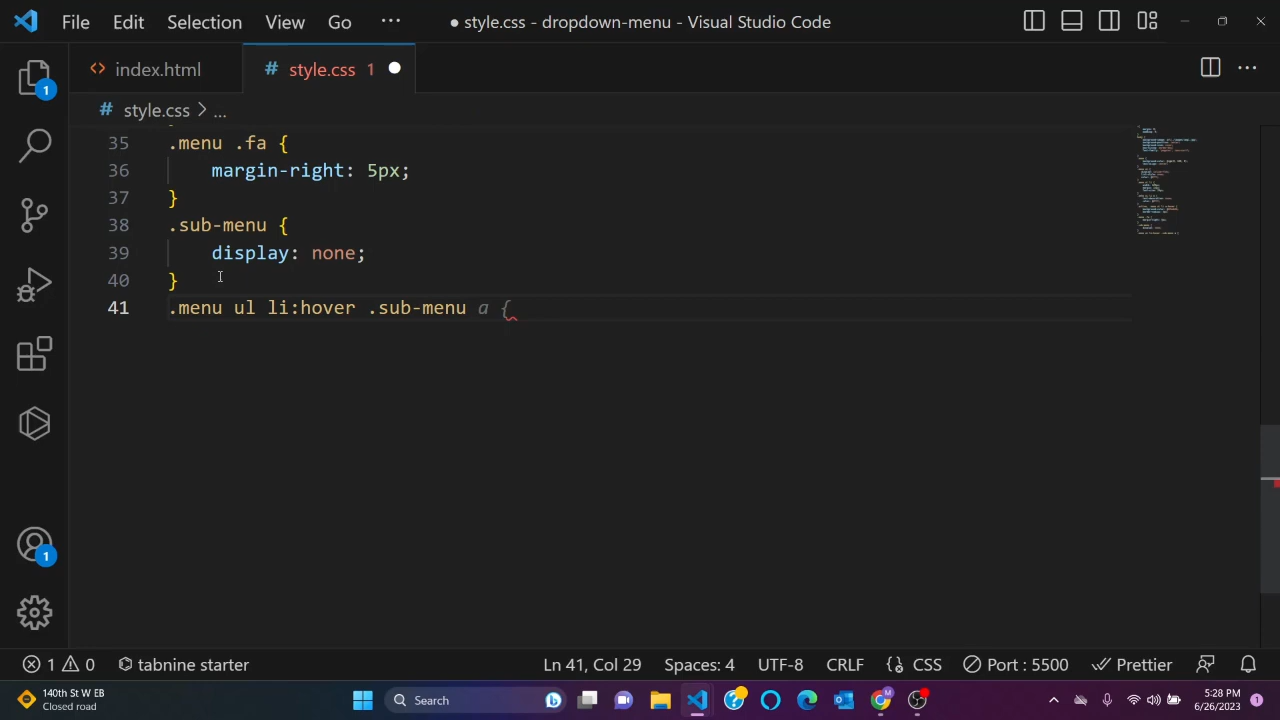 File Edit Selection View Go ··· ● style.css - dropdown-menu - Visual Studio Code
<> index.html # style.css 1 ●
# style.css > ...
35 .menu .fa {
36 margin-right: 5px;
37 }
38 .sub-menu {
39 display: none;
40 }
41 .menu ul li:hover .sub-menu a {
1
1
1 0 tabnine starter Ln 41, Col 29 Spaces: 4 UTF-8 CRLF {} CSS Port : 5500 Prettier
140th St W EB
Closed road
Search
5:28 PM
6/26/2023
1